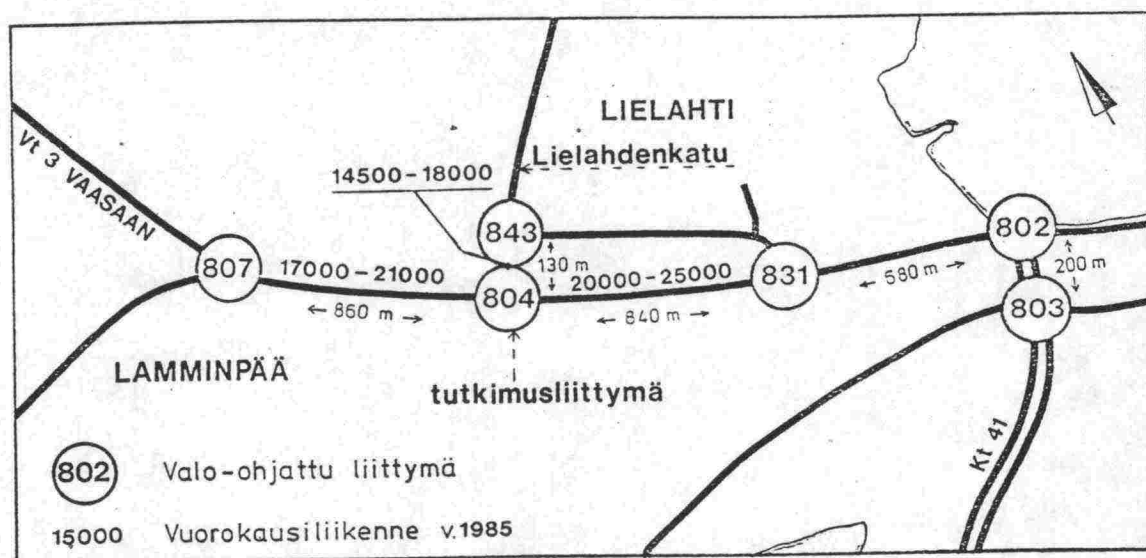 LIELAHTI
Lielahdenkatu
Vt 3 VAASAAN
14500-18000
843
802
807
17000-21000
130 m
20000-25000
831
580 m
200 m
804
803
860 m
840 m
LAMMINPÄÄ
tutkimusliittymä
Kt 41
802 Valo-ohjattu liittymä
15000 Vuorokausiliikenne v.1985